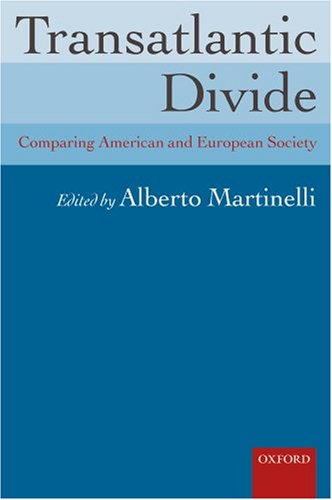 Transatlantic
Divide
Comparing American and European Society
Edited by Alberto Martinelli
OXFORD